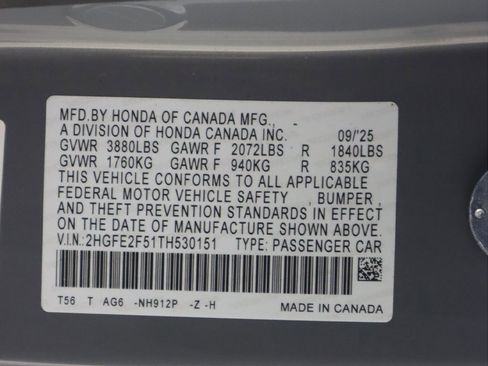 MFD.BY HONDA OF CANADA MFG.,
A DIVISION OF HONDA CANADA INC. 09/'25
GVWR 3880LBS GAWR F 2072LBS R 1840LBS
GVWR 1760KG GAWR F 940KG R 835KG
THIS VEHICLE CONFORMS TO ALL APPLICABLE
FEDERAL MOTOR VEHICLE SAFETY , BUMPER ,
AND THEFT PREVENTION STANDARDS IN EFFECT
ON THE DATE OF MANUFACTURE SHOWN ABOVE.
V.I.N.:2HGFE2F51TH530151 TYPE: PASSENGER CAR
T56 T AG6 -NH912P -Z -H MADE IN CANADA